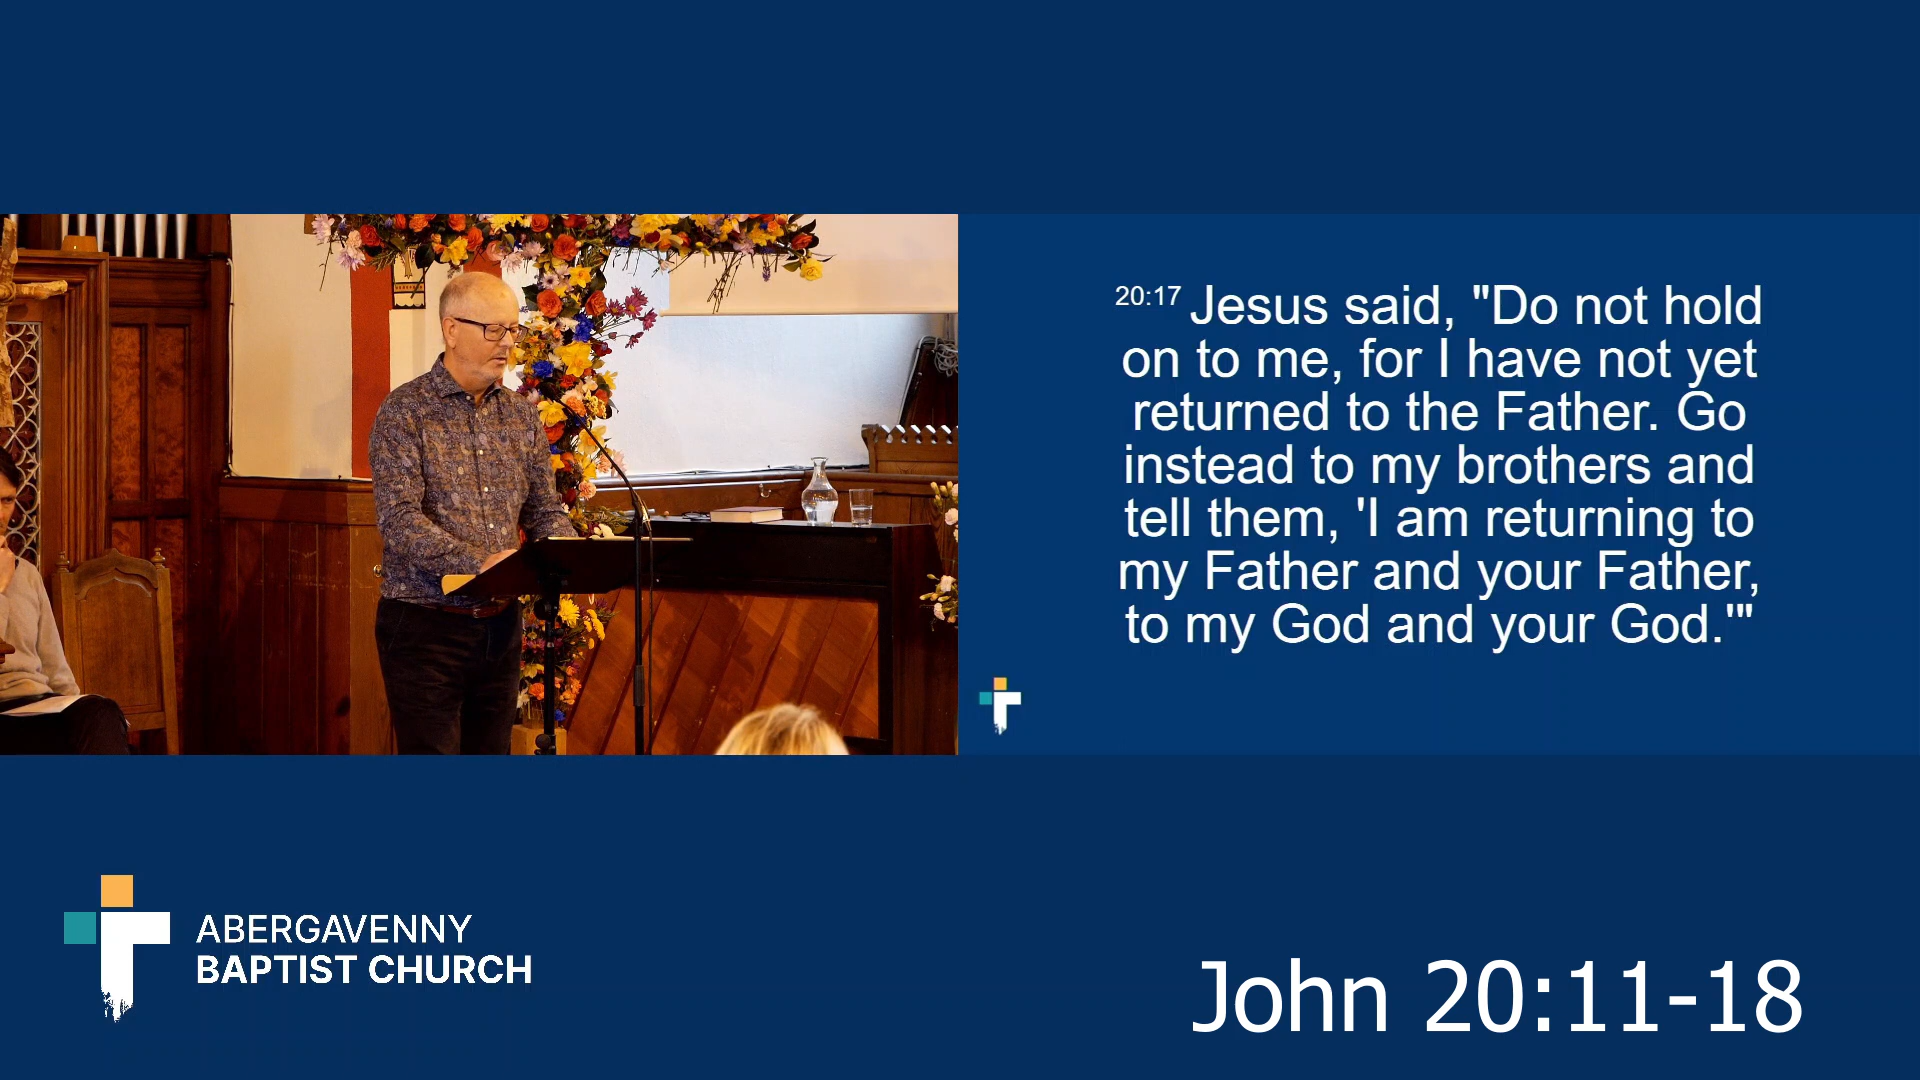 20:17 Jesus said, "Do not hold
on to me, for I have not yet
returned to the Father. Go
instead to my brothers and
tell them, 'I am returning to
my Father and your Father,
to my God and your God.'"
ABERGAVENNY
BAPTIST CHURCH
John 20:11-18